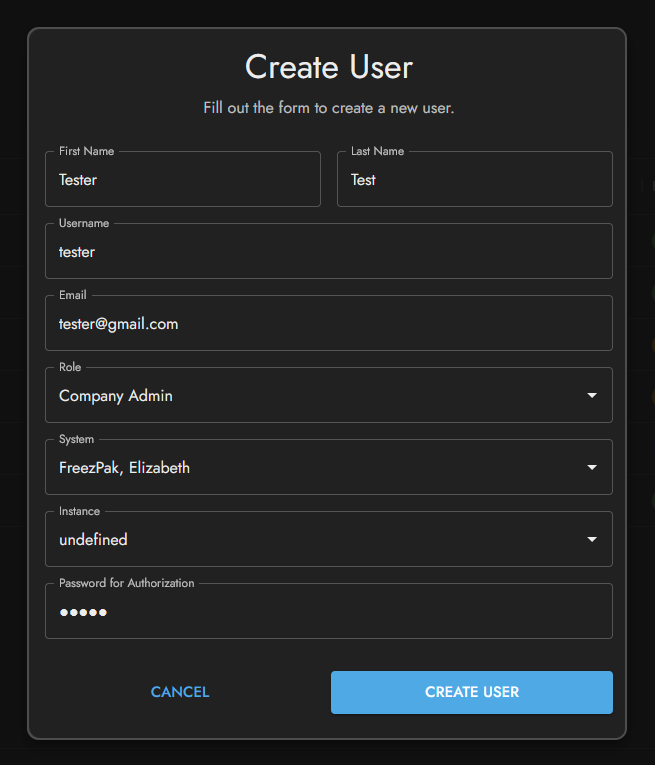 Create User
Fill out the form to create a new user.
First Name
Tester
Last Name
Test
Username
tester
Email
tester@gmail.com
Role
Company Admin
System
FreezPak, Elizabeth
Instance
undefined
Password for Authorization
●●●●●
CANCEL
CREATE USER